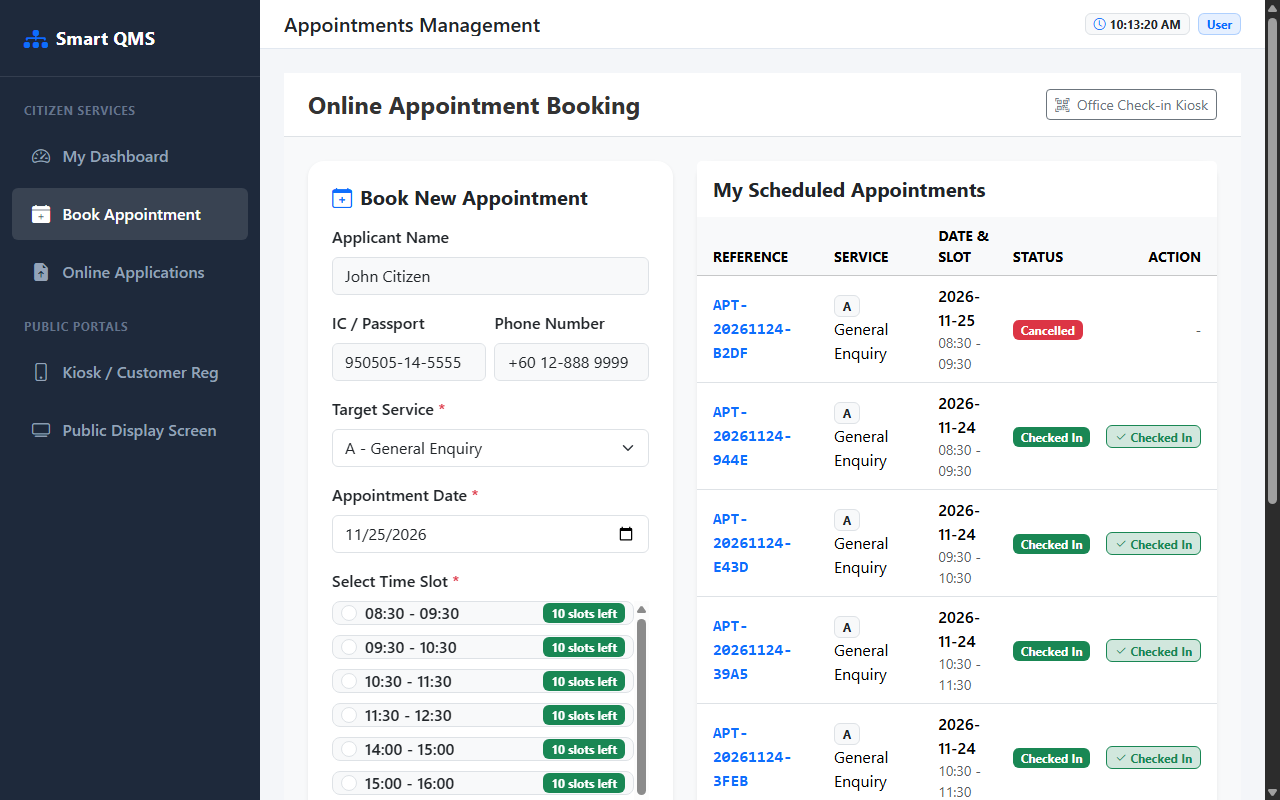 Smart QMS
CITIZEN SERVICES
My Dashboard
Book Appointment
Online Applications
PUBLIC PORTALS
Kiosk / Customer Reg
Public Display Screen
Appointments Management
10:13:20 AM
User
Online Appointment Booking
Office Check-in Kiosk
Book New Appointment
Applicant Name
John Citizen
IC / Passport
Phone Number
950505-14-5555
+60 12-888 9999
Target Service *
A - General Enquiry
Appointment Date *
11/25/2026
Select Time Slot *
08:30 - 09:30 10 slots left
09:30 - 10:30 10 slots left
10:30 - 11:30 10 slots left
11:30 - 12:30 10 slots left
14:00 - 15:00 10 slots left
15:00 - 16:00 10 slots left
My Scheduled Appointments
REFERENCE
SERVICE
DATE &
SLOT
STATUS
ACTION
APT-
20261124-
B2DF
A
General
Enquiry
2026-
11-25
08:30 -
09:30
Cancelled
-
APT-
20261124-
944E
A
General
Enquiry
2026-
11-24
08:30 -
09:30
Checked In
Checked In
APT-
20261124-
E43D
A
General
Enquiry
2026-
11-24
09:30 -
10:30
Checked In
Checked In
APT-
20261124-
39A5
A
General
Enquiry
2026-
11-24
10:30 -
11:30
Checked In
Checked In
APT-
20261124-
3FEB
A
General
Enquiry
2026-
11-24
10:30 -
11:30
Checked In
Checked In